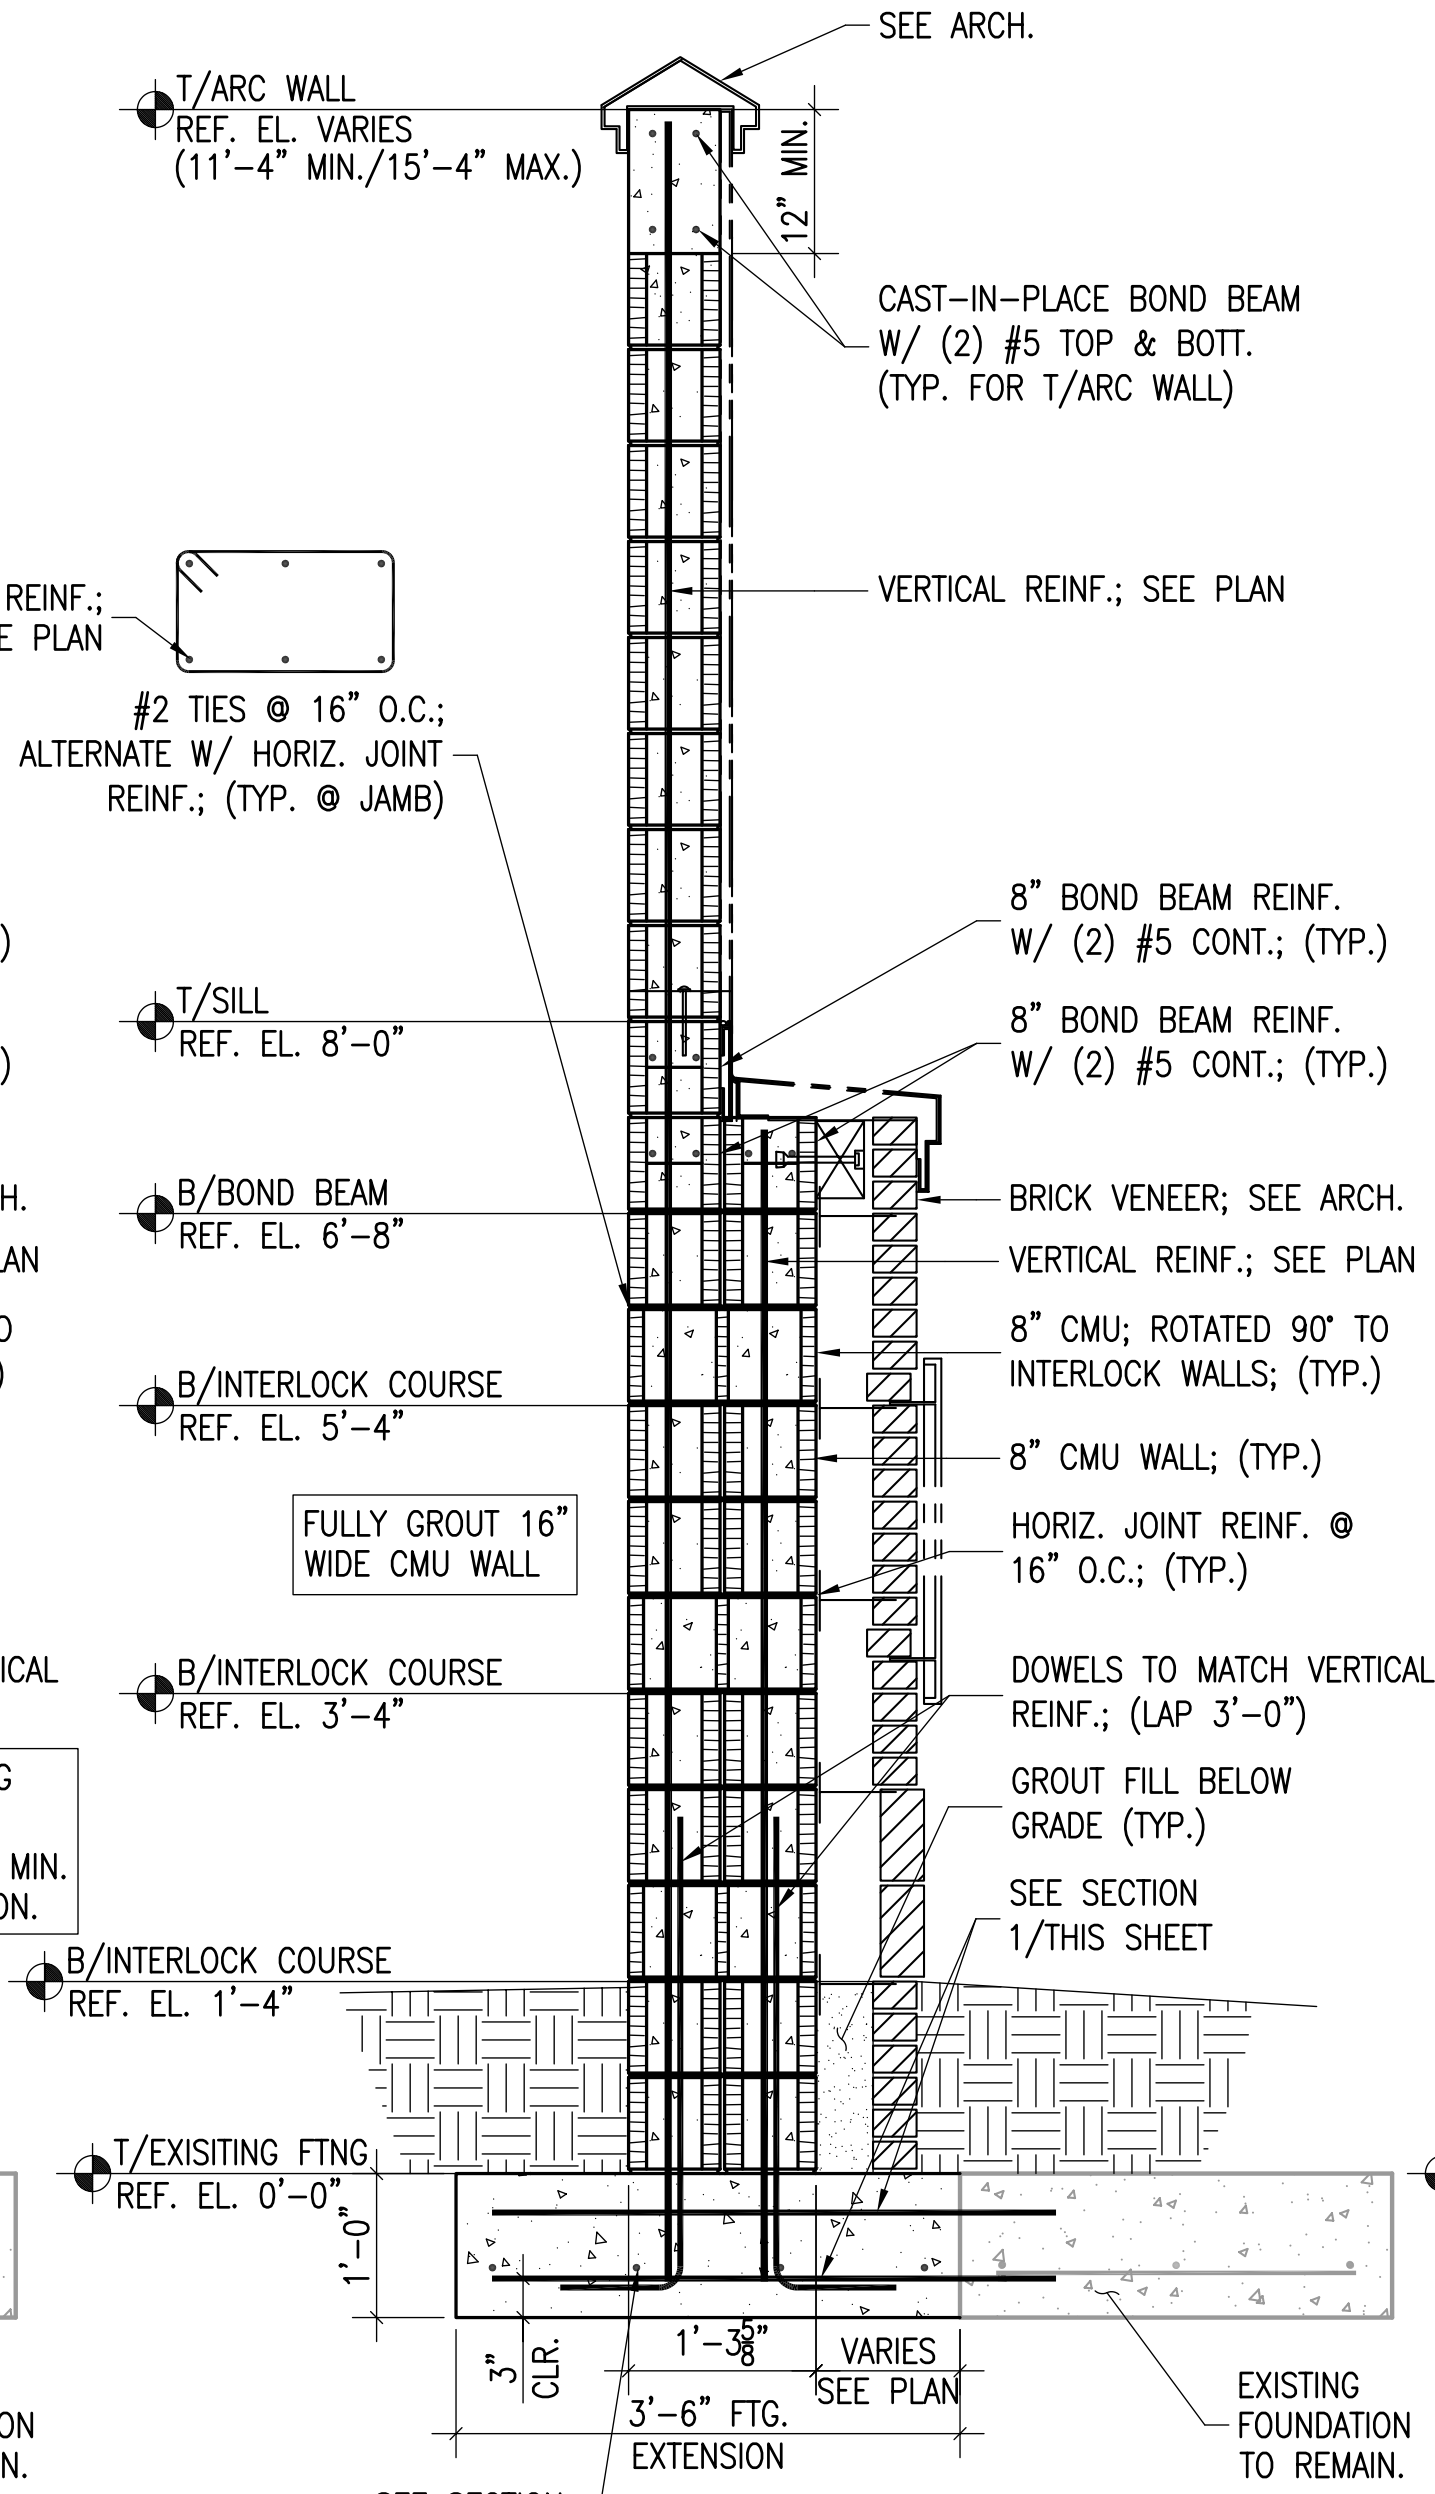 SEE ARCH.
T/ARC WALL
REF. EL. VARIES
(11'-4" MIN./15'-4" MAX.)
12" MIN.
CAST-IN-PLACE BOND BEAM
W/ (2) #5 TOP & BOTT.
(TYP. FOR T/ARC WALL)
VERTICAL REINF.; SEE PLAN
REINF.;
E PLAN
#2 TIES @ 16" O.C.;
ALTERNATE W/ HORIZ. JOINT
REINF.; (TYP. @ JAMB)
8" BOND BEAM REINF.
W/ (2) #5 CONT.; (TYP.)
)
T/SILL
REF. EL. 8'-0"
8" BOND BEAM REINF.
W/ (2) #5 CONT.; (TYP.)
)
B/BOND BEAM
REF. EL. 6'-8"
H.
LAN
BRICK VENEER; SEE ARCH.
VERTICAL REINF.; SEE PLAN
8" CMU; ROTATED 90° TO
INTERLOCK WALLS; (TYP.)
O
)
B/INTERLOCK COURSE
REF. EL. 5'-4"
8" CMU WALL; (TYP.)
FULLY GROUT 16"
WIDE CMU WALL
HORIZ. JOINT REINF. @
16" O.C.; (TYP.)
ICAL
B/INTERLOCK COURSE
REF. EL. 3'-4"
DOWELS TO MATCH VERTICAL
REINF.; (LAP 3'-0")
G
MIN.
ON.
GROUT FILL BELOW
GRADE (TYP.)
SEE SECTION
1/THIS SHEET
B/INTERLOCK COURSE
REF. EL. 1'-4"
T/EXISITING FTNG
REF. EL. 0'-0"
1'-0"
3"
CLR.
1'-3 5/8"
VARIES
SEE PLAN
3'-6" FTG.
EXTENSION
EXISTING
FOUNDATION
TO REMAIN.
ON
N.
SEE SECTION